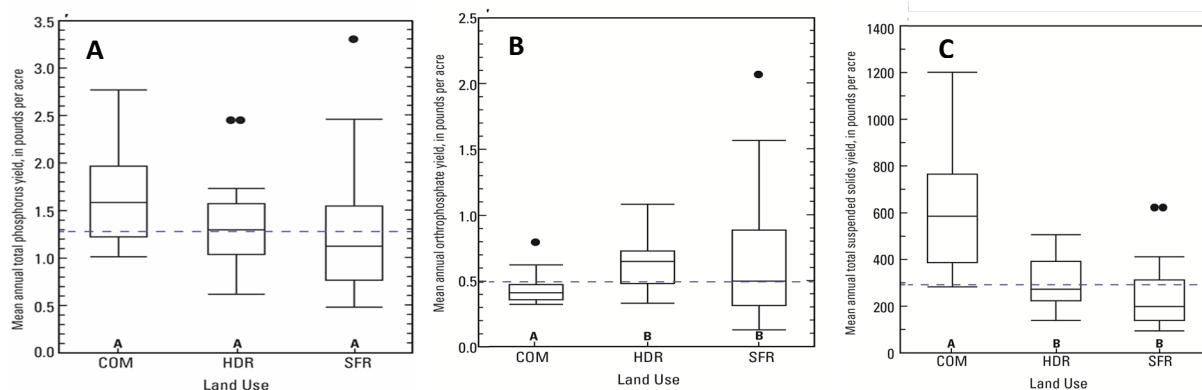 A
Mean annual total phosphorus yield, in pounds per acre
3.5
3.0
2.5
2.0
1.5
1.0
0.5
0.0
A A A
COM HDR SFR
Land Use
B
Mean annual orthrophosphate yield, in pounds per acre
2.5
2.0
1.5
1.0
0.5
0.0
A B B
COM HDR SFR
Land Use
C
Mean annual total suspended solids yield, in pounds per acre
1400
1200
1000
800
600
400
200
0
A B B
COM HDR SFR
Land Use